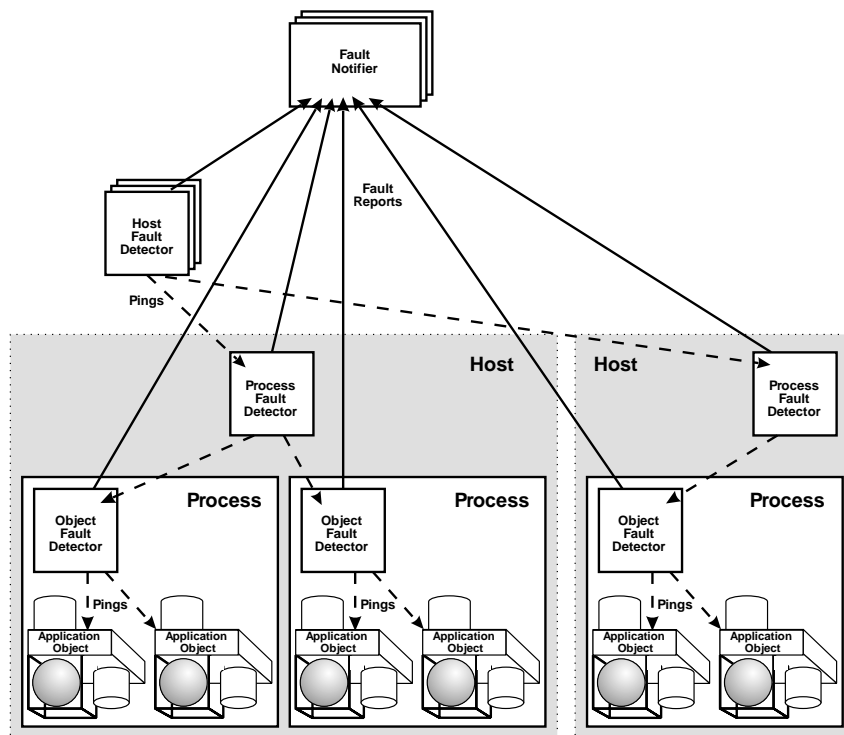 Fault
Notifier
Fault
Reports
Host
Fault
Detector
Pings
Host
Host
Process
Fault
Detector
Process
Fault
Detector
Process
Process
Process
Object
Fault
Detector
Object
Fault
Detector
Object
Fault
Detector
Pings
Pings
Pings
Application
Object
Application
Object
Application
Object
Application
Object
Application
Object
Application
Object